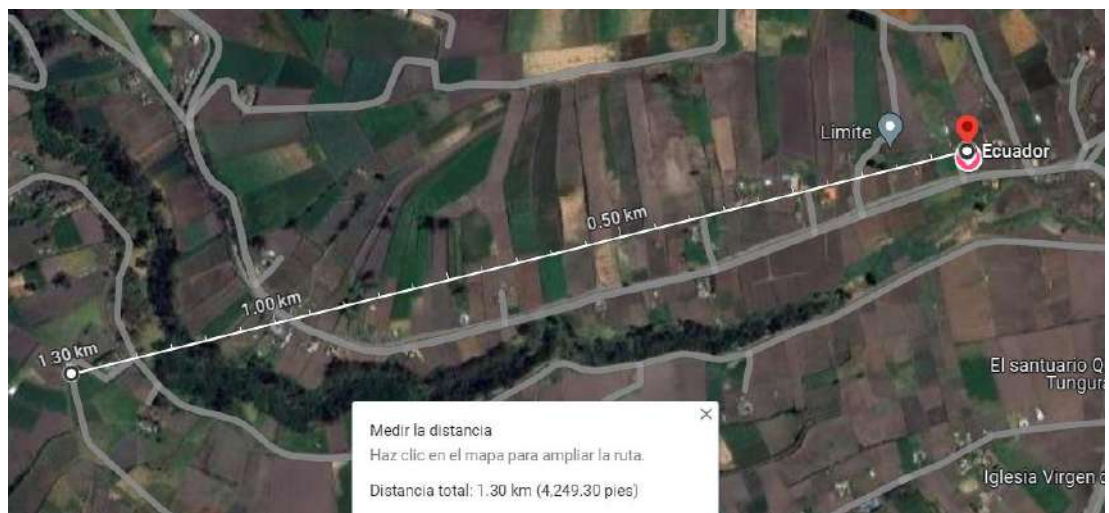 Limite
Ecuador
0.50 km
1.00 km
1.30 km
El santuario Q
Tungura
Medir la distancia
Haz clic en el mapa para ampliar la ruta.
Distancia total: 1.30 km (4,249.30 pies)
Iglesia Virgen d